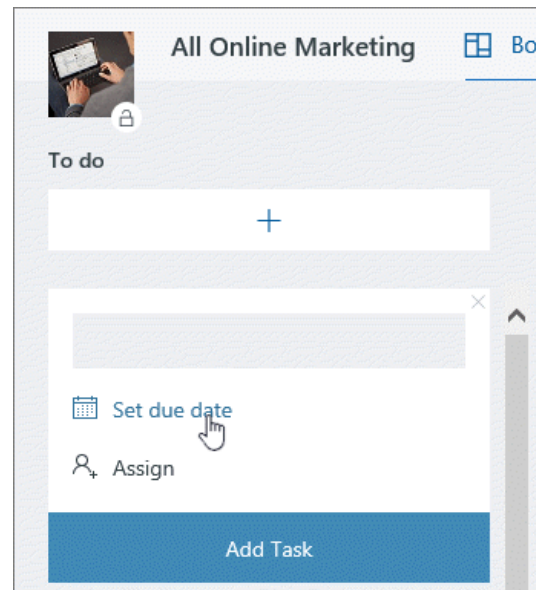 All Online Marketing
Bo
To do
Set due date
Assign
Add Task